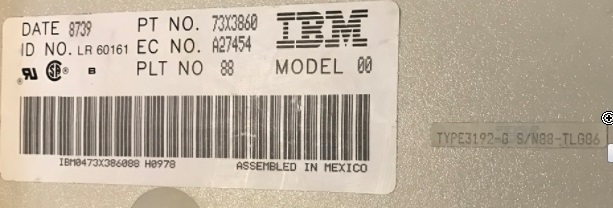 DATE 8739 PT NO. 73X3860 IBM
ID NO. LR 60161 EC NO. A27454
PLT NO 88 MODEL 00
IBM0473X386088 H0978 ASSEMBLED IN MEXICO
TYPE3192-G S/N88-TLG86